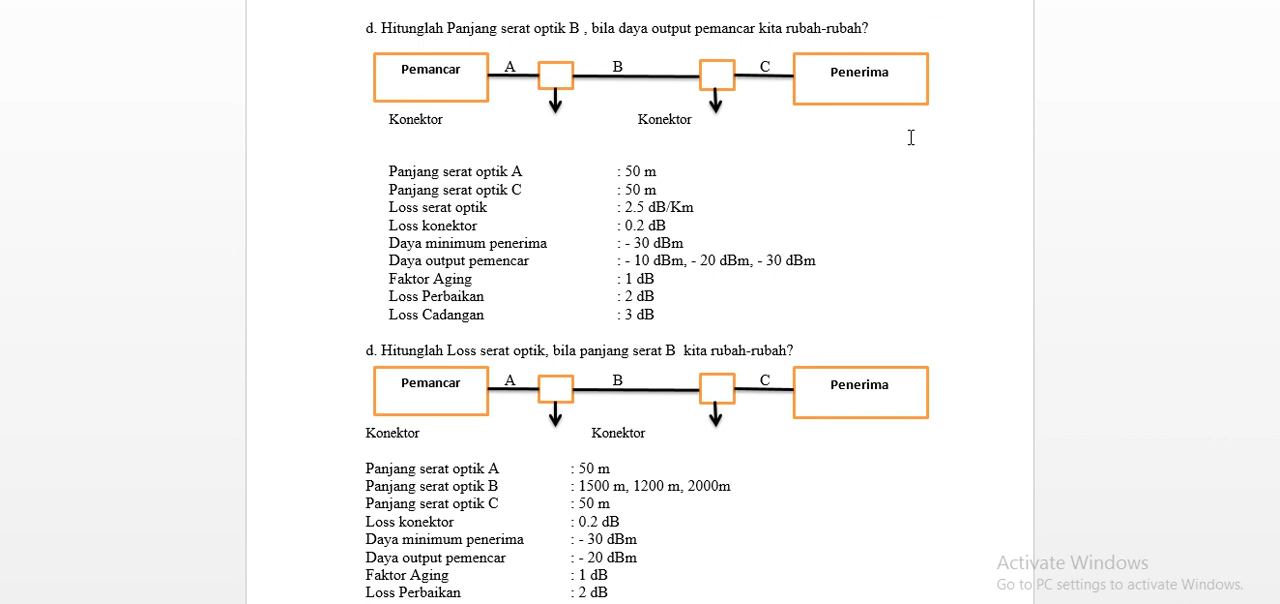 d. Hitunglah Panjang serat optik B , bila daya output pemancar kita rubah-rubah?
Pemancar A B C Penerima
Konektor Konektor
Panjang serat optik A : 50 m
Panjang serat optik C : 50 m
Loss serat optik : 2.5 dB/Km
Loss konektor : 0.2 dB
Daya minimum penerima : - 30 dBm
Daya output pemencar : - 10 dBm, - 20 dBm, - 30 dBm
Faktor Aging : 1 dB
Loss Perbaikan : 2 dB
Loss Cadangan : 3 dB
d. Hitunglah Loss serat optik, bila panjang serat B kita rubah-rubah?
Pemancar A B C Penerima
Konektor Konektor
Panjang serat optik A : 50 m
Panjang serat optik B : 1500 m, 1200 m, 2000m
Panjang serat optik C : 50 m
Loss konektor : 0.2 dB
Daya minimum penerima : - 30 dBm
Daya output pemencar : - 20 dBm
Faktor Aging : 1 dB
Loss Perbaikan : 2 dB
Activate Windows
Go to PC settings to activate Windows.